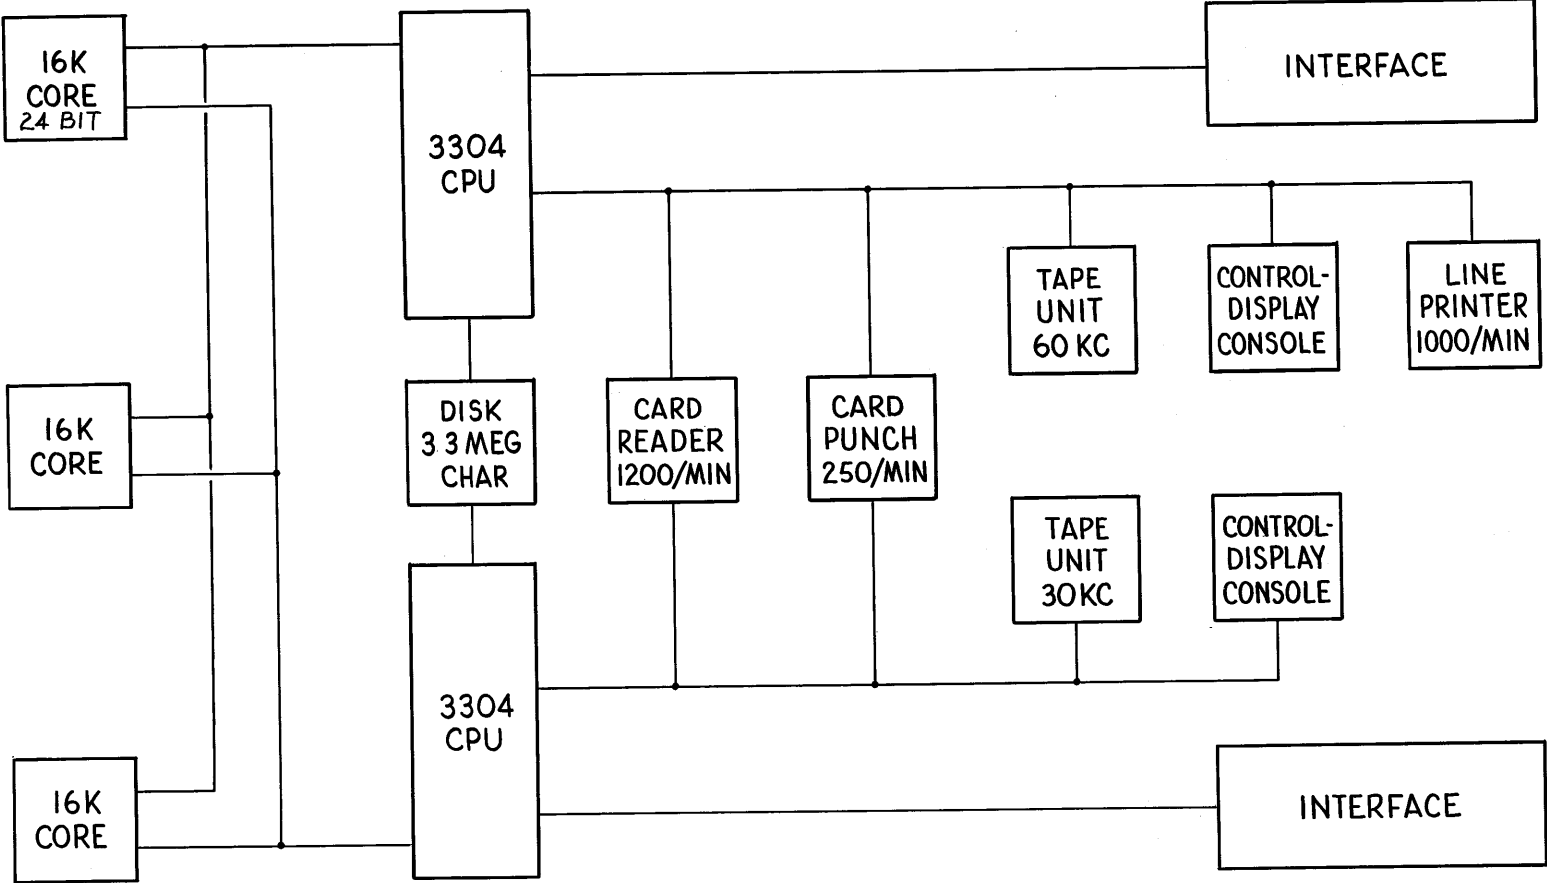 16K
CORE
24 BIT
3304
CPU
INTERFACE
TAPE
UNIT
60 KC
CONTROL-
DISPLAY
CONSOLE
LINE
PRINTER
1000/MIN
16K
CORE
DISK
3.3 MEG
CHAR
CARD
READER
1200/MIN
CARD
PUNCH
250/MIN
TAPE
UNIT
30KC
CONTROL-
DISPLAY
CONSOLE
16K
CORE
3304
CPU
INTERFACE